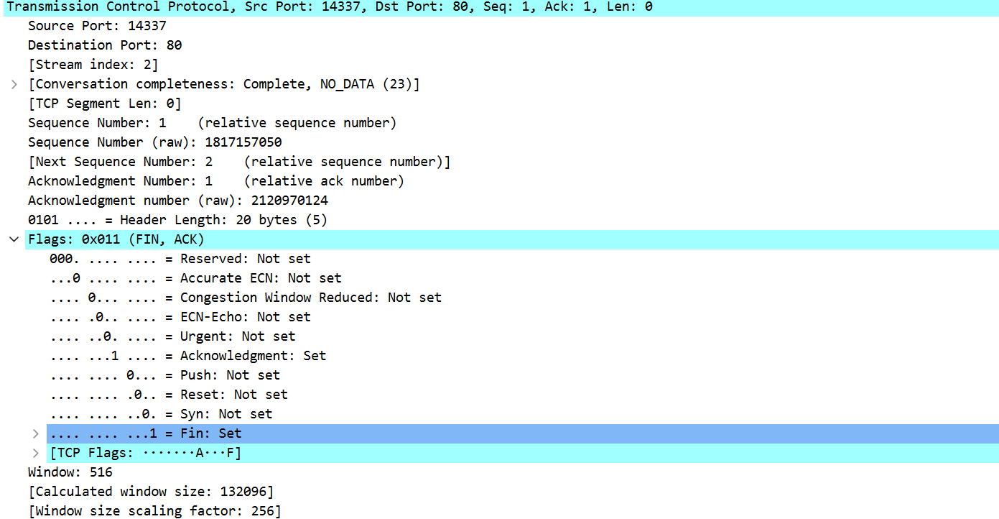 Transmission Control Protocol, Src Port: 14337, Dst Port: 80, Seq: 1, Ack: 1, Len: 0
Source Port: 14337
Destination Port: 80
[Stream index: 2]
[Conversation completeness: Complete, NO_DATA (23)]
[TCP Segment Len: 0]
Sequence Number: 1    (relative sequence number)
Sequence Number (raw): 1817157050
[Next Sequence Number: 2    (relative sequence number)]
Acknowledgment Number: 1    (relative ack number)
Acknowledgment number (raw): 2120970124
0101 .... = Header Length: 20 bytes (5)
Flags: 0x011 (FIN, ACK)
000. .... .... = Reserved: Not set
...0 .... .... = Accurate ECN: Not set
.... 0... .... = Congestion Window Reduced: Not set
.... .0.. .... = ECN-Echo: Not set
.... ..0. .... = Urgent: Not set
.... ...1 .... = Acknowledgment: Set
.... .... 0... = Push: Not set
.... .... .0.. = Reset: Not set
.... .... ..0. = Syn: Not set
.... .... ...1 = Fin: Set
[TCP Flags: ·······A···F]
Window: 516
[Calculated window size: 132096]
[Window size scaling factor: 256]